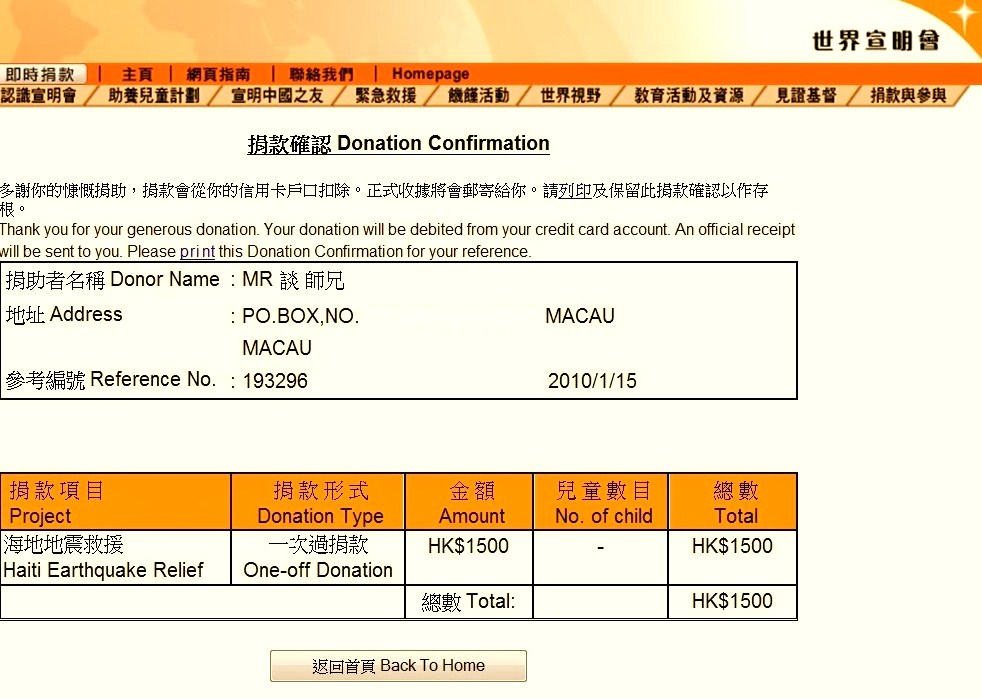 世界宣明會
即時捐款 | 主頁 | 網頁指南 | 聯絡我們 | Homepage
認識宣明會 / 助養兒童計劃 / 宣明中國之友 / 緊急救援 / 饑饉活動 / 世界視野 / 教育活動及資源 / 見證基督 / 捐款與參與
捐款確認 Donation Confirmation
多謝你的慷慨捐助，捐款會從你的信用卡戶口扣除。正式收據將會郵寄給你。請列印及保留此捐款確認以作存
根。
Thank you for your generous donation. Your donation will be debited from your credit card account. An official receipt
will be sent to you. Please print this Donation Confirmation for your reference.
捐助者名稱 Donor Name : MR 談 師兄
地址 Address : PO.BOX,NO. MACAU
MACAU
參考編號 Reference No. : 193296 2010/1/15
捐款項目 捐款形式 金額 兒童數目 總數
Project Donation Type Amount No. of child Total
海地地震救援 一次過捐款 HK$1500 - HK$1500
Haiti Earthquake Relief One-off Donation
總數 Total: HK$1500
返回首頁 Back To Home